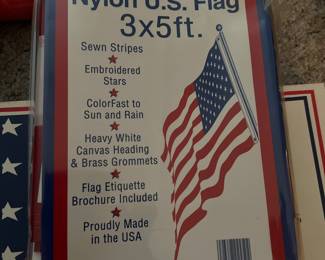 Nylon U.S. Flag
3x5ft.
Sewn Stripes
Embroidered
Stars
ColorFast to
Sun and Rain
Heavy White
Canvas Heading
& Brass Grommets
Flag Etiquette
Brochure Included
Proudly Made
in the USA